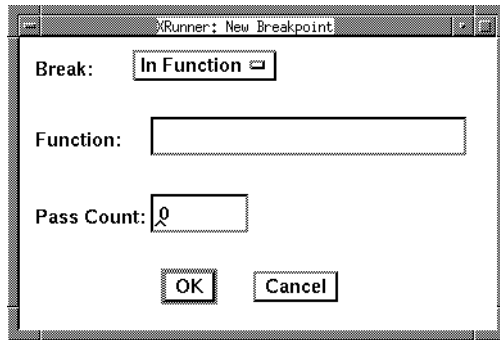 XRunner: New Breakpoint
Break: In Function
Function:
Pass Count: 0
OK Cancel